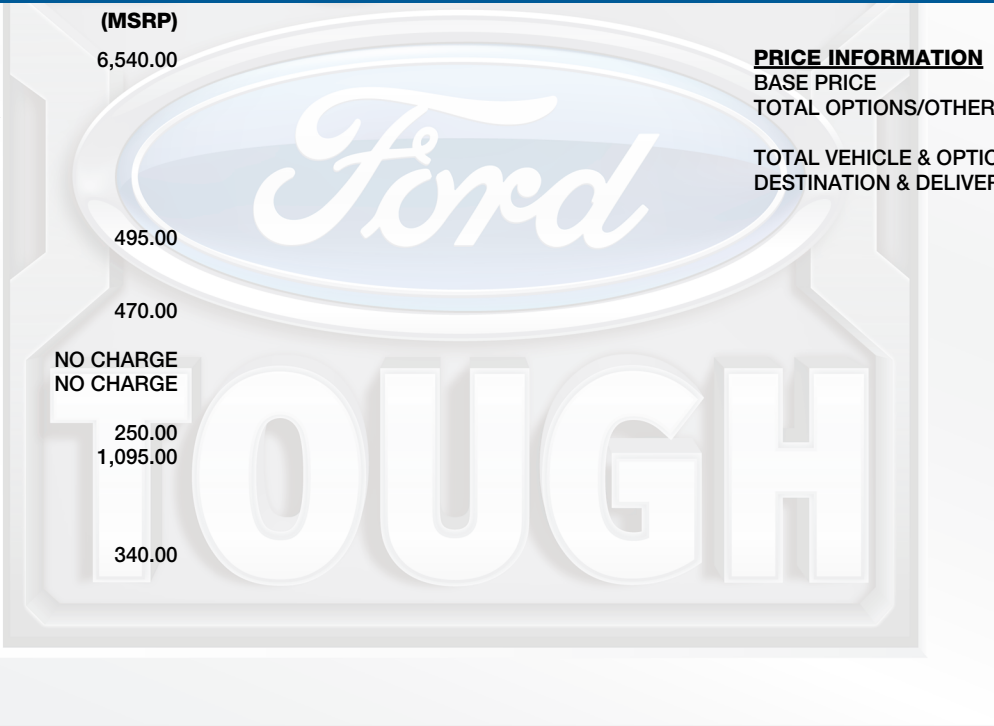 (MSRP)
6,540.00
495.00
470.00
NO CHARGE
NO CHARGE
250.00
1,095.00
340.00
PRICE INFORMATION
BASE PRICE
TOTAL OPTIONS/OTHER
TOTAL VEHICLE & OPTIO
DESTINATION & DELIVER
Ford
TOUGH